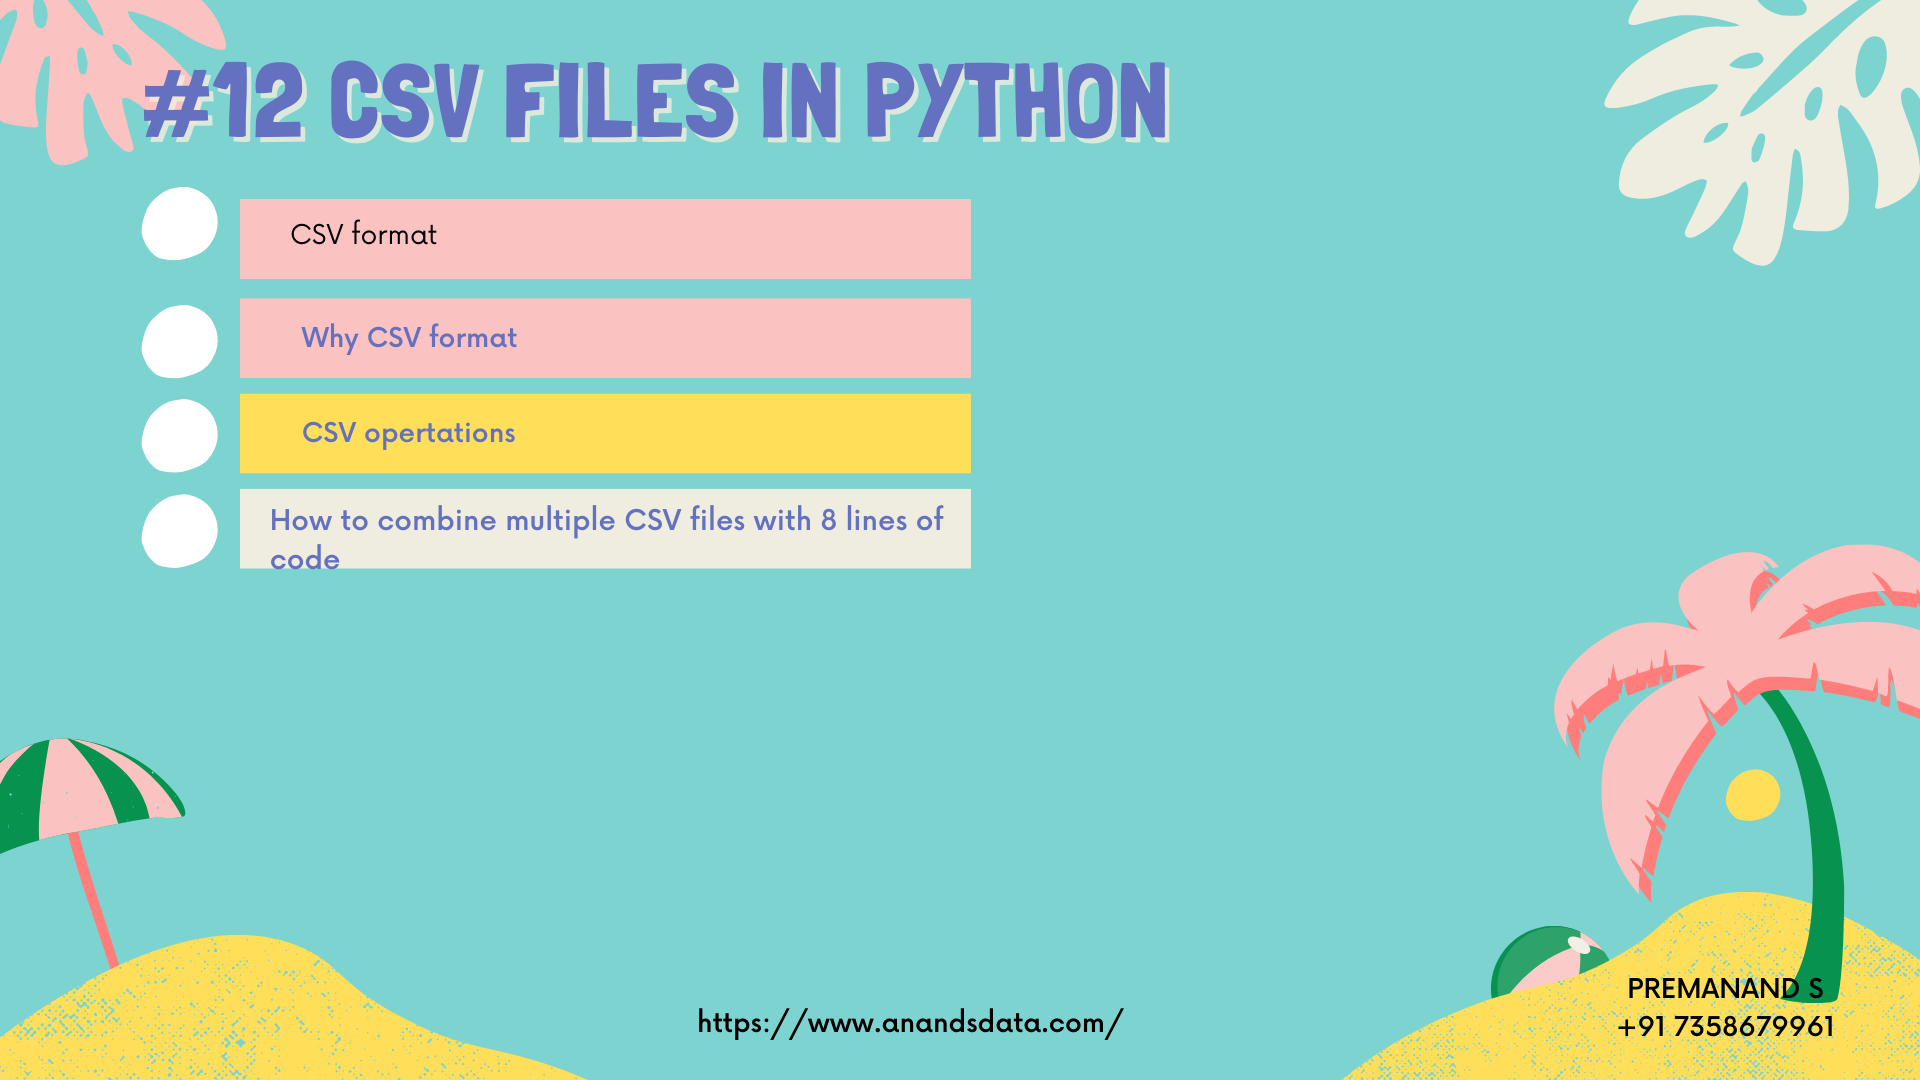 #12 CSV FILES IN PYTHON
CSV format
Why CSV format
CSV opertations
How to combine multiple CSV files with 8 lines of
code
https://www.anandsdata.com/
PREMANAND S
+91 7358679961